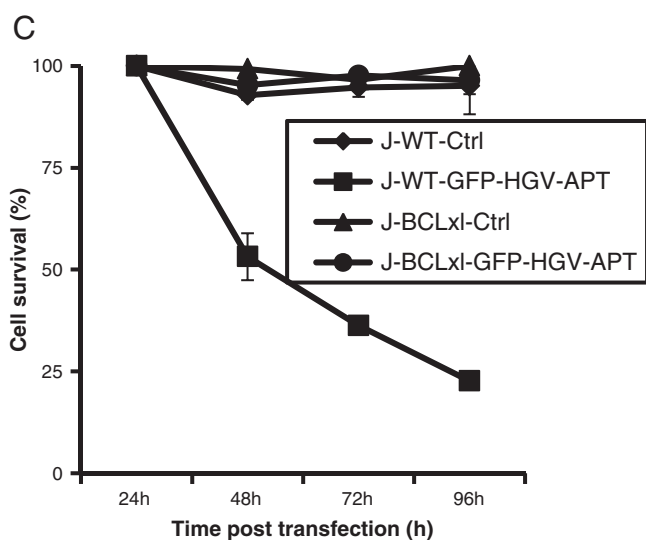 C
100
75
50
25
0
Cell survival (%)
J-WT-Ctrl
J-WT-GFP-HGV-APT
J-BCLxl-Ctrl
J-BCLxl-GFP-HGV-APT
24h 48h 72h 96h
Time post transfection (h)